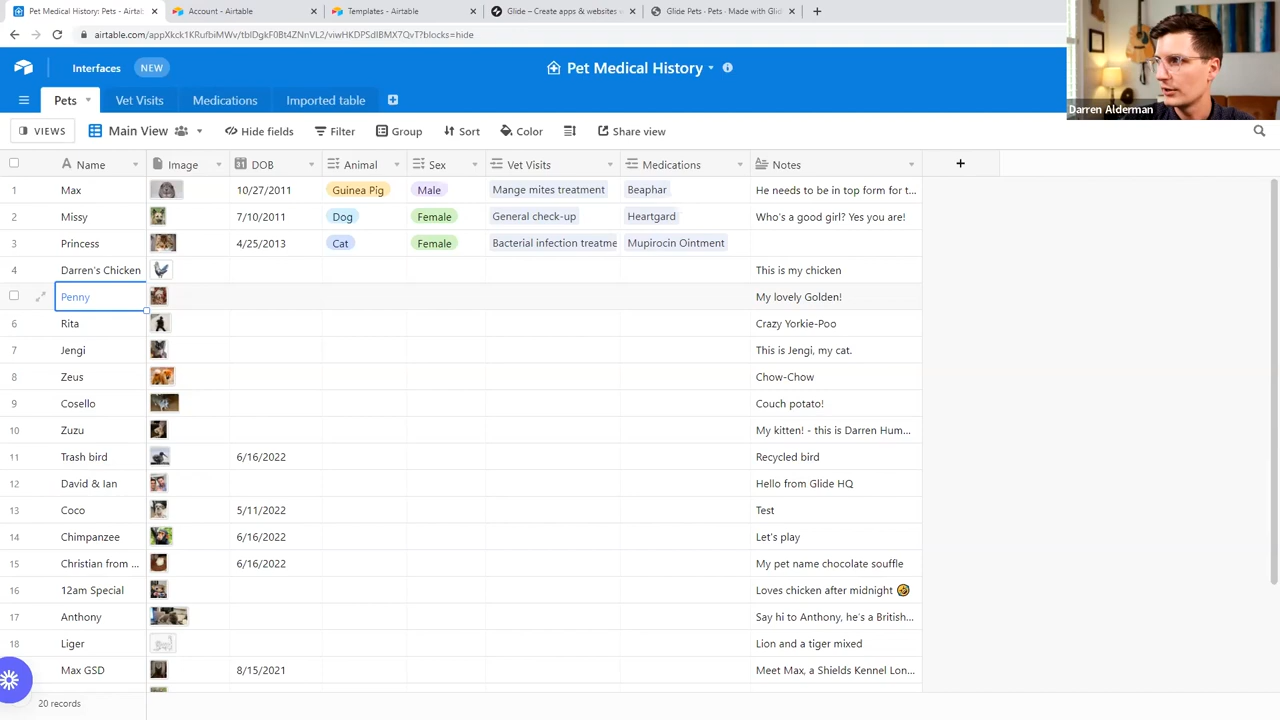 Pet Medical History: Pets - Airtab
Account - Airtable
Templates - Airtable
Glide – Create apps & websites w
Glide Pets · Pets · Made with Glid
airtable.com/appXkck1KRufbiMWv/tblDgkF0Bt4ZNnVL2/viwHKDPSdIBMX7QvT?blocks=hide
Interfaces NEW
Pet Medical History
Darren Alderman
Pets Vet Visits Medications Imported table
VIEWS Main View Hide fields Filter Group Sort Color Share view
Name Image DOB Animal Sex Vet Visits Medications Notes
1 Max 10/27/2011 Guinea Pig Male Mange mites treatment Beaphar He needs to be in top form for t...
2 Missy 7/10/2011 Dog Female General check-up Heartgard Who's a good girl? Yes you are!
3 Princess 4/25/2013 Cat Female Bacterial infection treatme Mupirocin Ointment
4 Darren's Chicken This is my chicken
Penny My lovely Golden!
6 Rita Crazy Yorkie-Poo
7 Jengi This is Jengi, my cat.
8 Zeus Chow-Chow
9 Cosello Couch potato!
10 Zuzu My kitten! - this is Darren Hum...
11 Trash bird 6/16/2022 Recycled bird
12 David & Ian Hello from Glide HQ
13 Coco 5/11/2022 Test
14 Chimpanzee 6/16/2022 Let's play
15 Christian from ... 6/16/2022 My pet name chocolate souffle
16 12am Special Loves chicken after midnight 🤣
17 Anthony Say hi to Anthony, he's a British...
18 Liger Lion and a tiger mixed
Max GSD 8/15/2021 Meet Max, a Shields Kennel Lon...
20 records